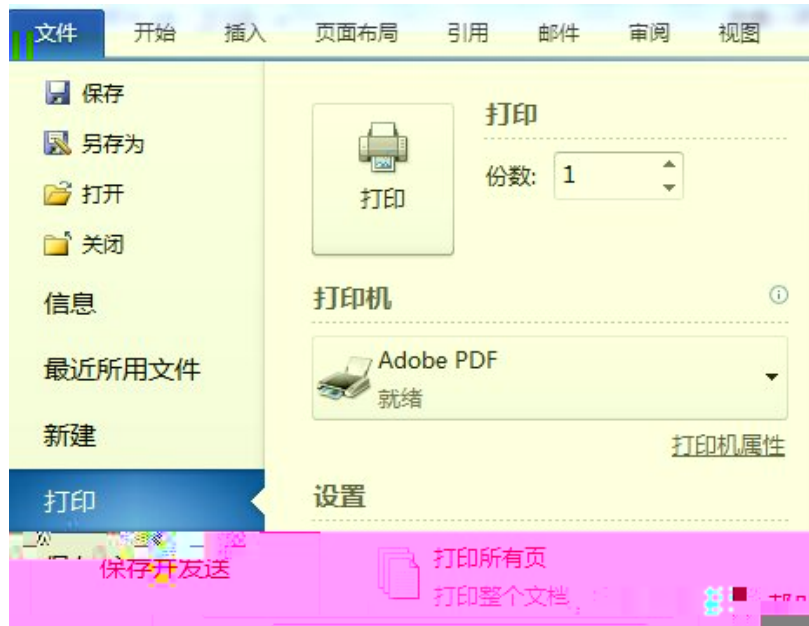 文件 开始 插入 页面布局 引用 邮件 审阅 视图
保存
另存为
打开
关闭
信息
最近所用文件
新建
打印
保存并发送
打印
打印
份数: 1
打印机
Adobe PDF
就绪
打印机属性
设置
打印所有页
打印整个文档